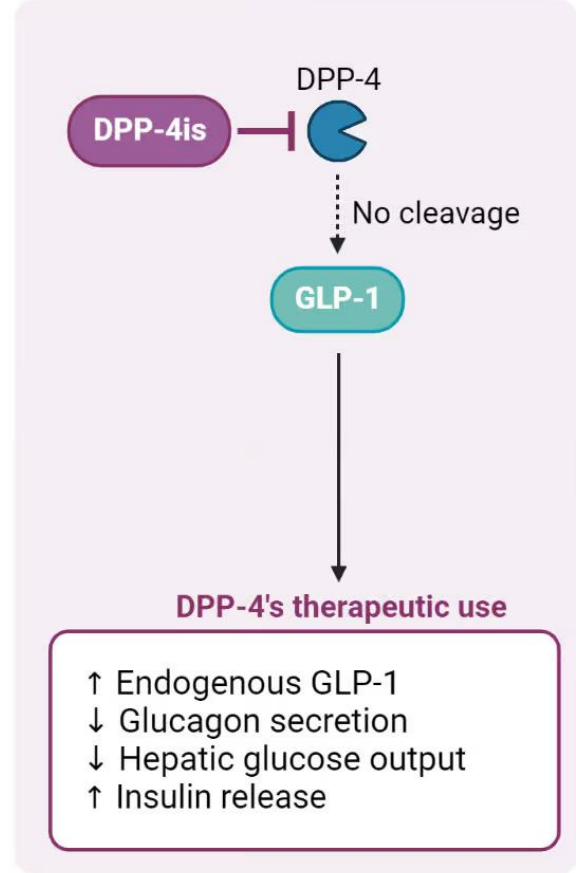 DPP-4
DPP-4is
No cleavage
GLP-1
DPP-4's therapeutic use
↑ Endogenous GLP-1
↓ Glucagon secretion
↓ Hepatic glucose output
↑ Insulin release